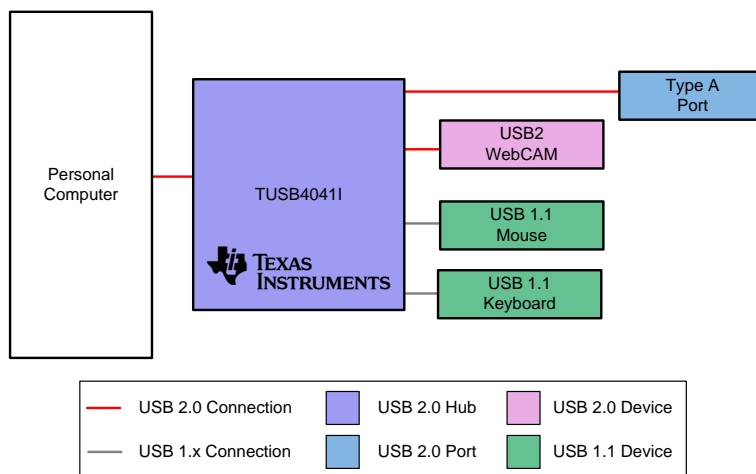 Personal
Computer
TUSB4041I
TEXAS
INSTRUMENTS
Type A
Port
USB2
WebCAM
USB 1.1
Mouse
USB 1.1
Keyboard
USB 2.0 Connection
USB 2.0 Hub
USB 2.0 Device
USB 1.x Connection
USB 2.0 Port
USB 1.1 Device